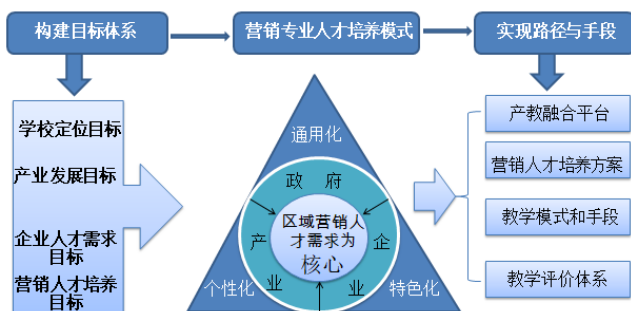 构建目标体系
营销专业人才培养模式
实现路径与手段
学校定位目标
产业发展目标
企业人才需求
目标
营销人才培养
目标
通用化
政府
产业
企业
区域营销人
才需求为
核心
个性化
特色化
产教融合平台
营销人才培养方案
教学模式和手段
教学评价体系